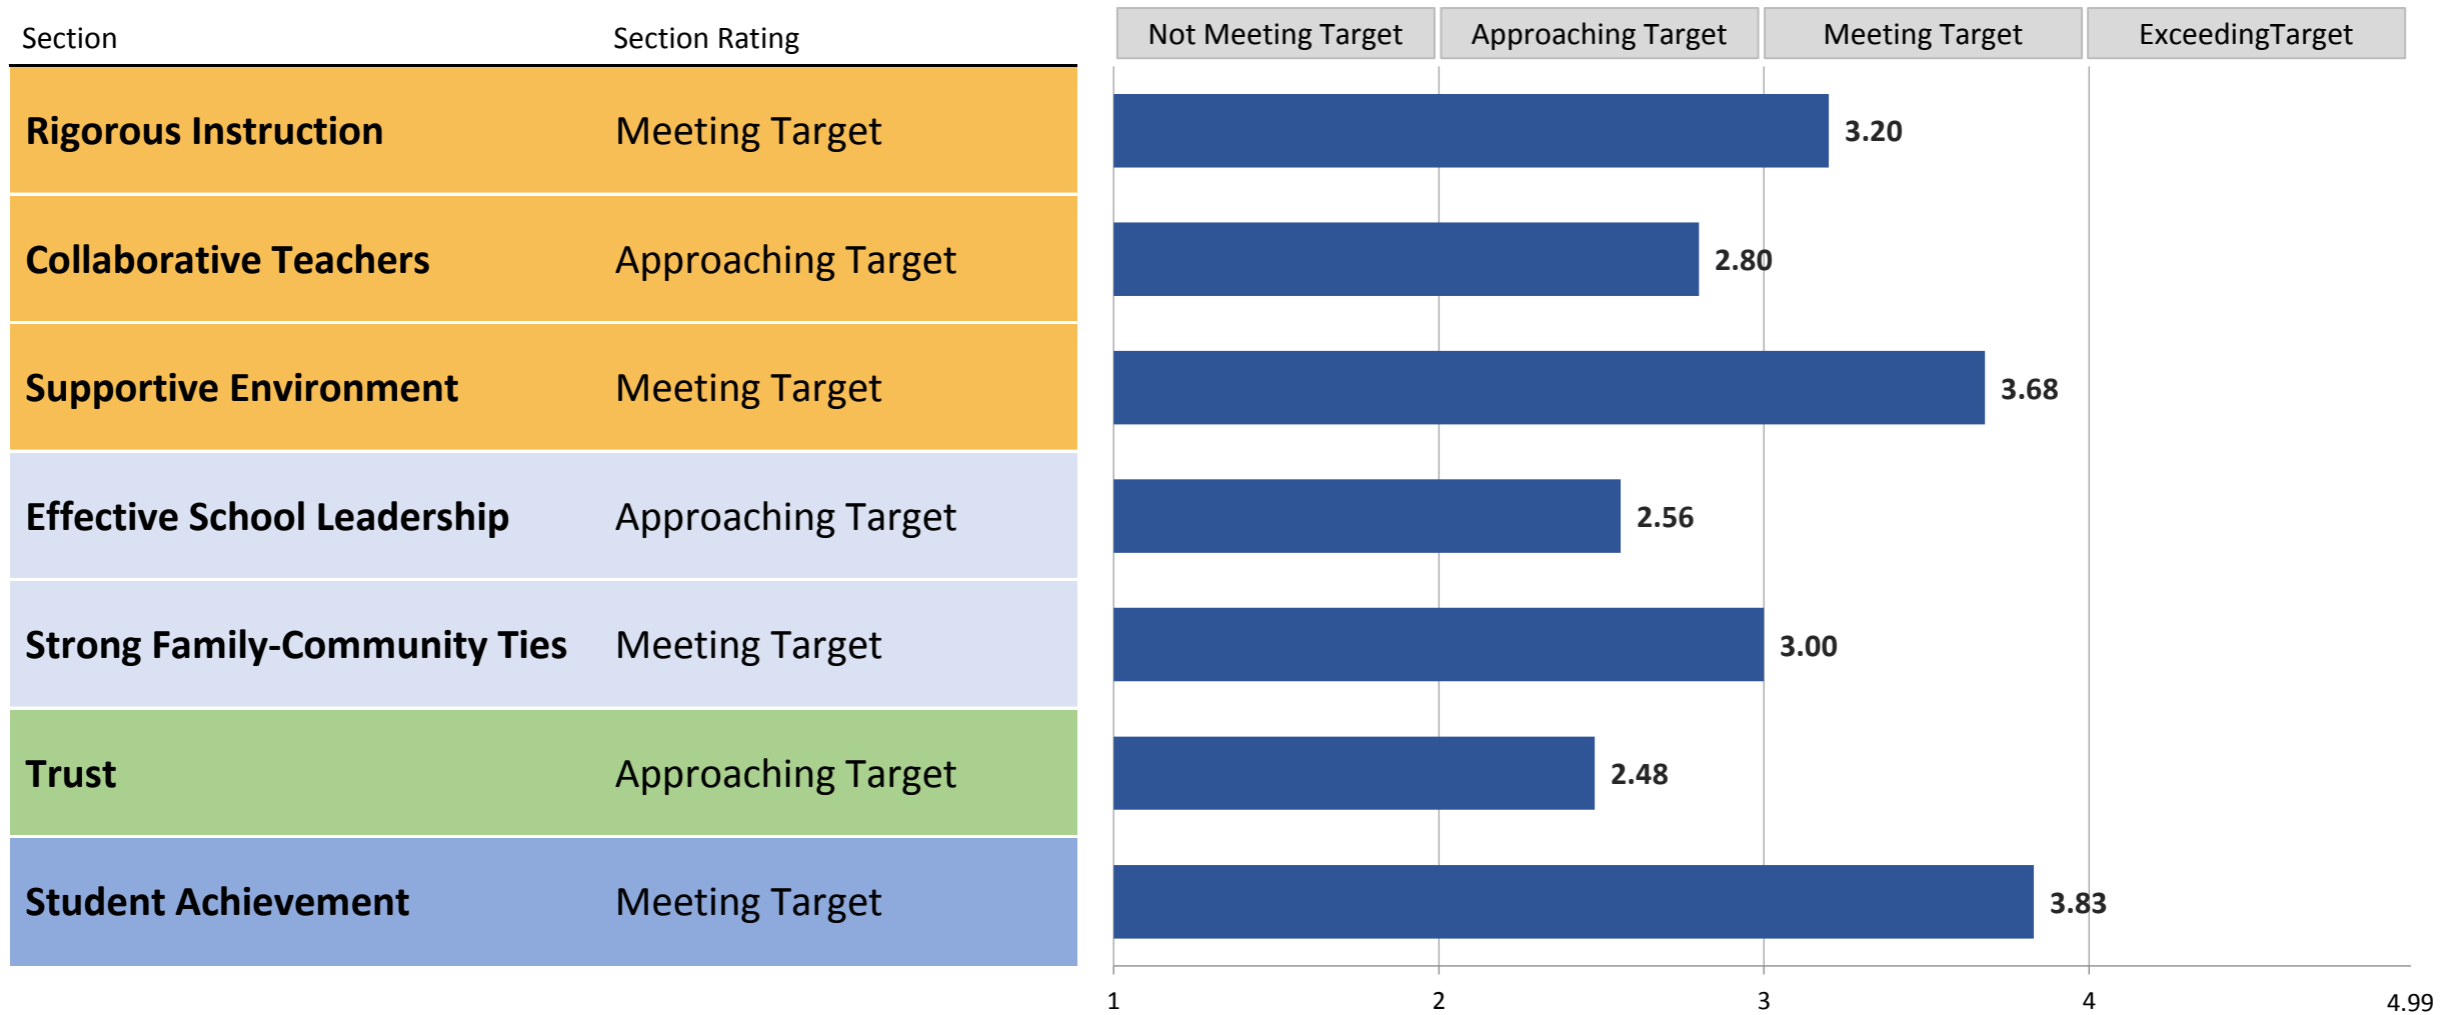 Section Section Rating Not Meeting Target Approaching Target Meeting Target ExceedingTarget
Rigorous Instruction Meeting Target 3.20
Collaborative Teachers Approaching Target 2.80
Supportive Environment Meeting Target 3.68
Effective School Leadership Approaching Target 2.56
Strong Family-Community Ties Meeting Target 3.00
Trust Approaching Target 2.48
Student Achievement Meeting Target 3.83
1 2 3 4 4.99